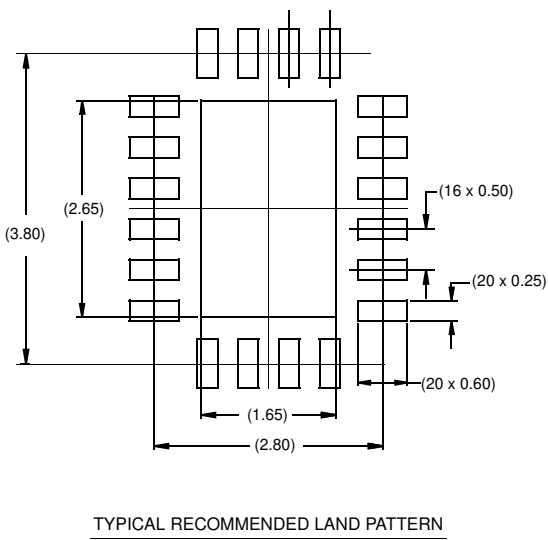 (16 x 0.50)
(2.65)
(3.80)
(20 x 0.25)
(20 x 0.60)
(1.65)
(2.80)
TYPICAL RECOMMENDED LAND PATTERN